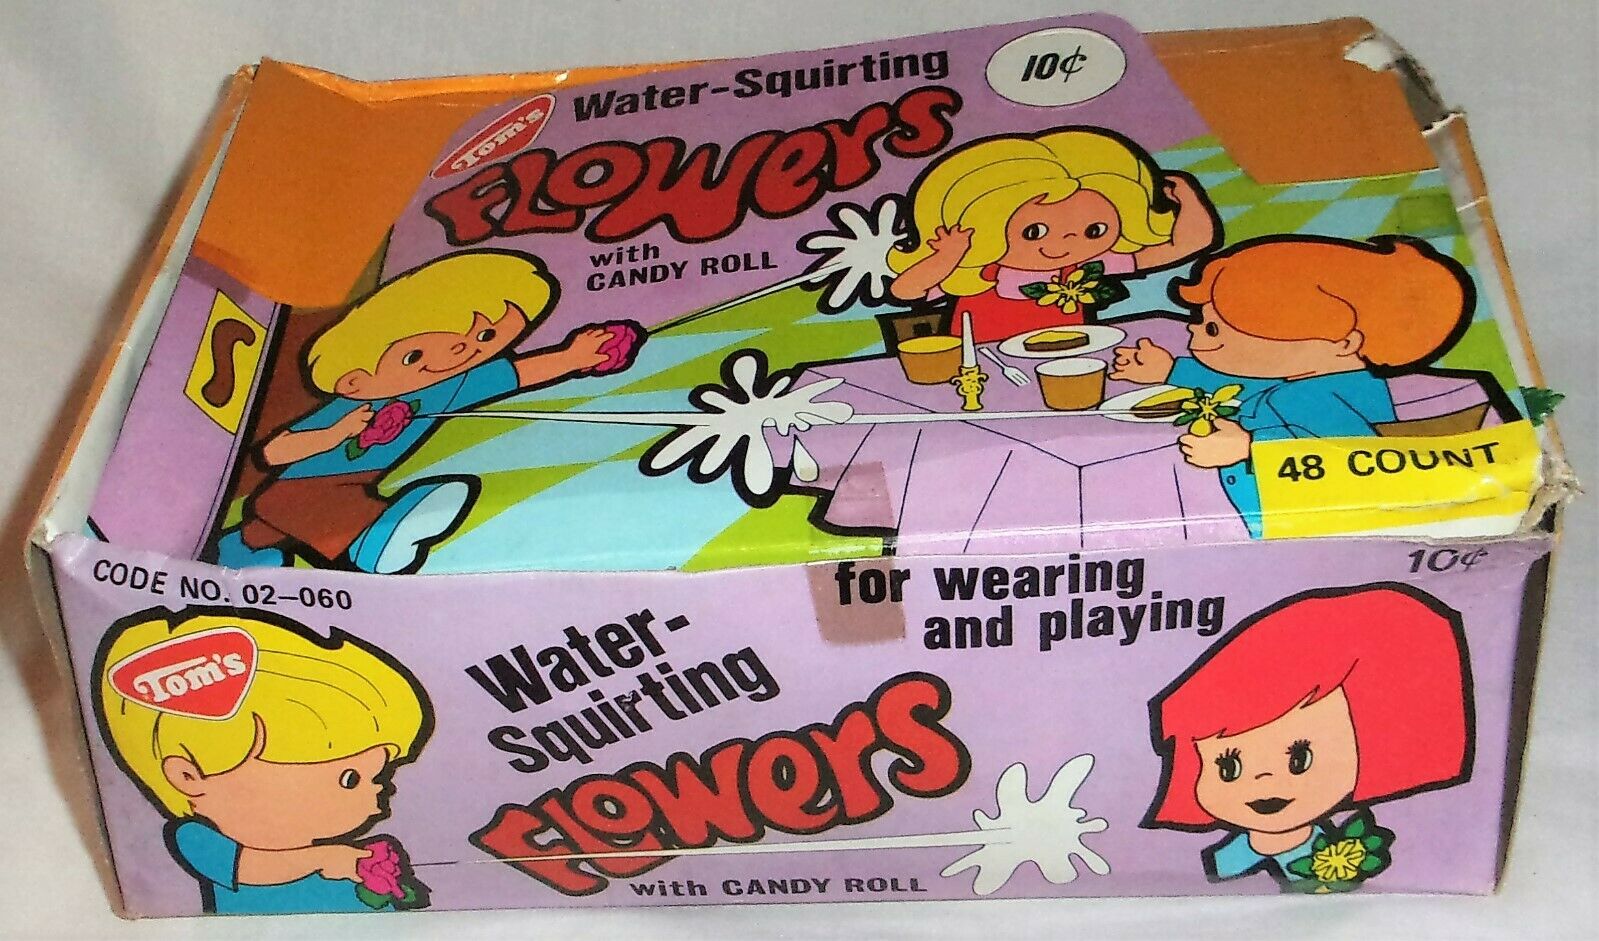 Tom's
Water-Squirting
10¢
FLOWERS
with
CANDY ROLL
48 COUNT
CODE NO. 02-060
10¢
for wearing
and playing
Tom's
Water-
Squirting
FLOWERS
with CANDY ROLL